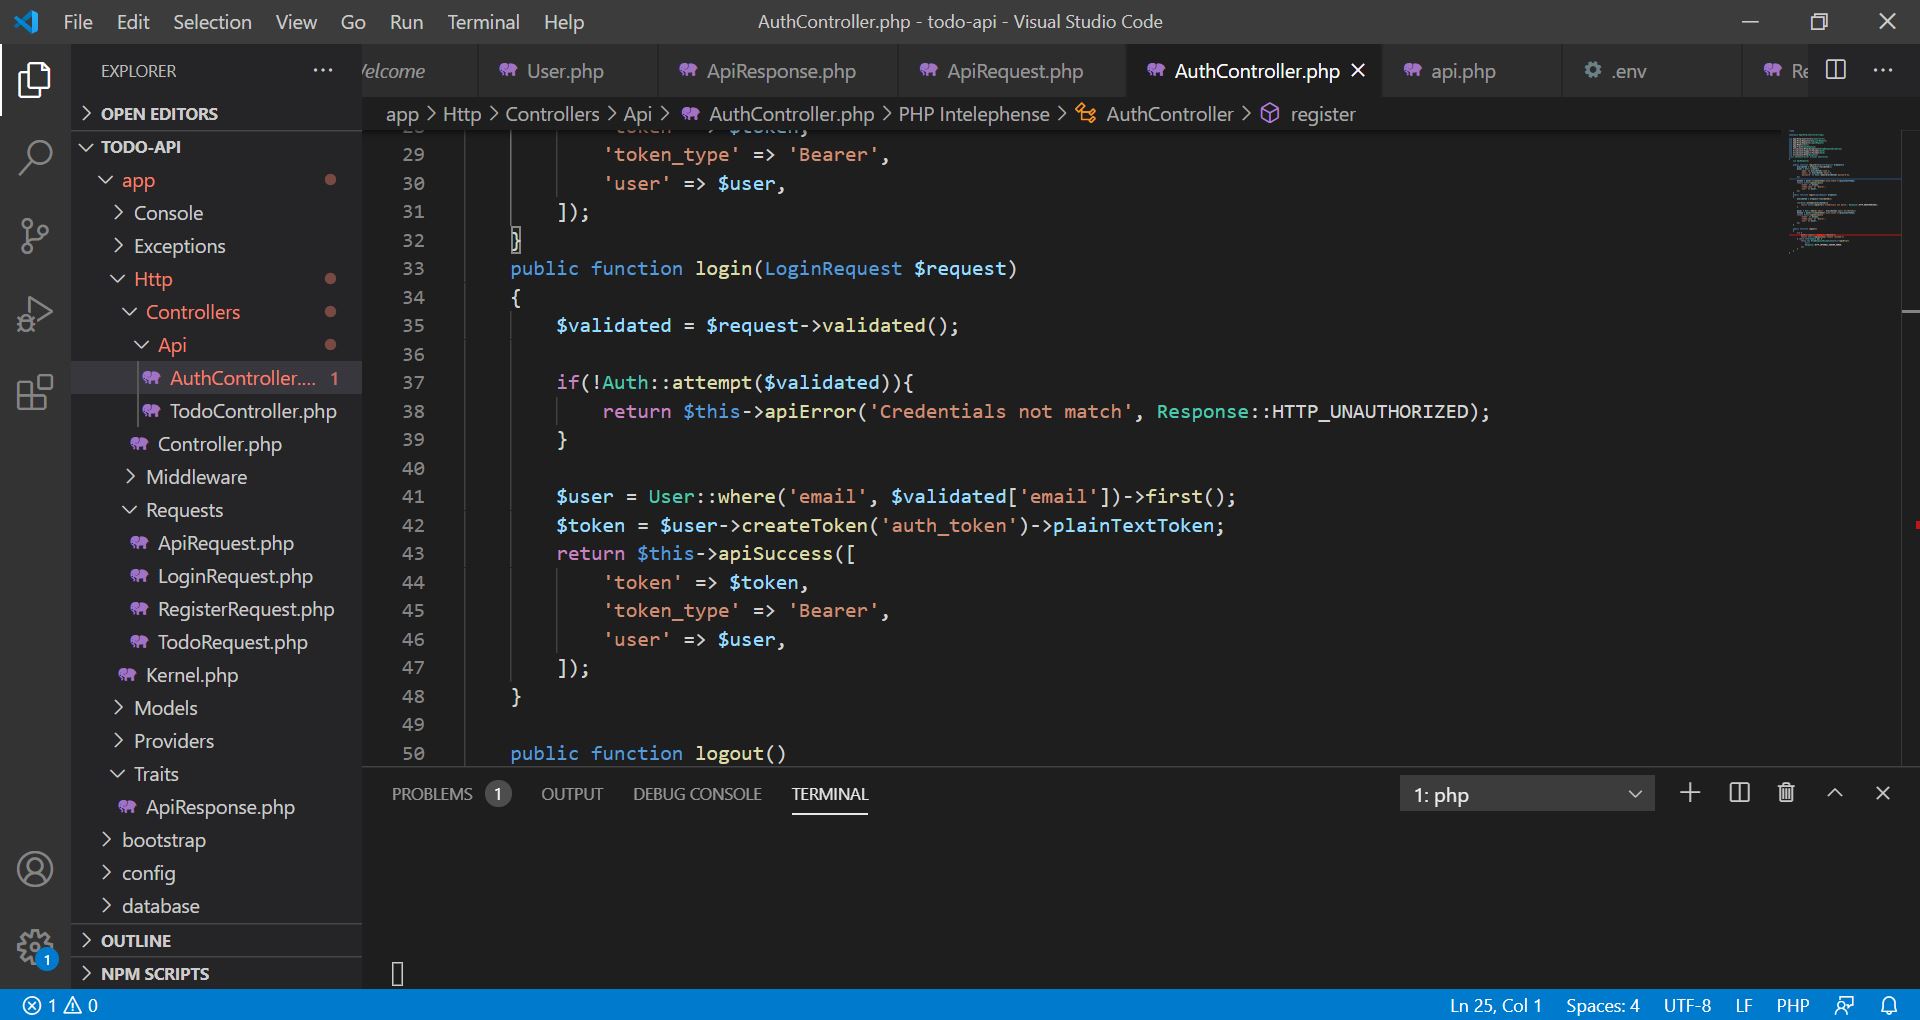 File Edit Selection View Go Run Terminal Help
AuthController.php - todo-api - Visual Studio Code
EXPLORER
Welcome User.php ApiResponse.php ApiRequest.php AuthController.php api.php .env
app > Http > Controllers > Api > AuthController.php > PHP Intelephense > AuthController > register
OPEN EDITORS
TODO-API
app
Console
Exceptions
Http
Controllers
Api
AuthController.... 1
TodoController.php
Controller.php
Middleware
Requests
ApiRequest.php
LoginRequest.php
RegisterRequest.php
TodoRequest.php
Kernel.php
Models
Providers
Traits
ApiResponse.php
bootstrap
config
database
OUTLINE
NPM SCRIPTS
1
28 'token' => $token,
29 'token_type' => 'Bearer',
30 'user' => $user,
31 ]);
32 }
33 public function login(LoginRequest $request)
34 {
35 $validated = $request->validated();
36
37 if(!Auth::attempt($validated)){
38 return $this->apiError('Credentials not match', Response::HTTP_UNAUTHORIZED);
39 }
40
41 $user = User::where('email', $validated['email'])->first();
42 $token = $user->createToken('auth_token')->plainTextToken;
43 return $this->apiSuccess([
44 'token' => $token,
45 'token_type' => 'Bearer',
46 'user' => $user,
47 ]);
48 }
49
50 public function logout()
PROBLEMS 1 OUTPUT DEBUG CONSOLE TERMINAL
1: php
1 0
Ln 25, Col 1 Spaces: 4 UTF-8 LF PHP